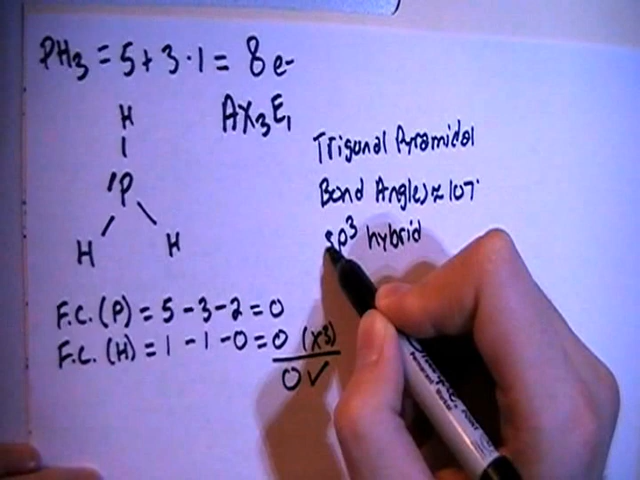 PH₃ = 5 + 3 · 1 = 8 e-
AX₃E₁
H
P
H H
Trigonal Pyramidal
Bond Angles ≈ 107°
sp³ hybrid
F.C. (P) = 5 - 3 - 2 = 0
F.C. (H) = 1 - 1 - 0 = 0 (x3)
0 ✓